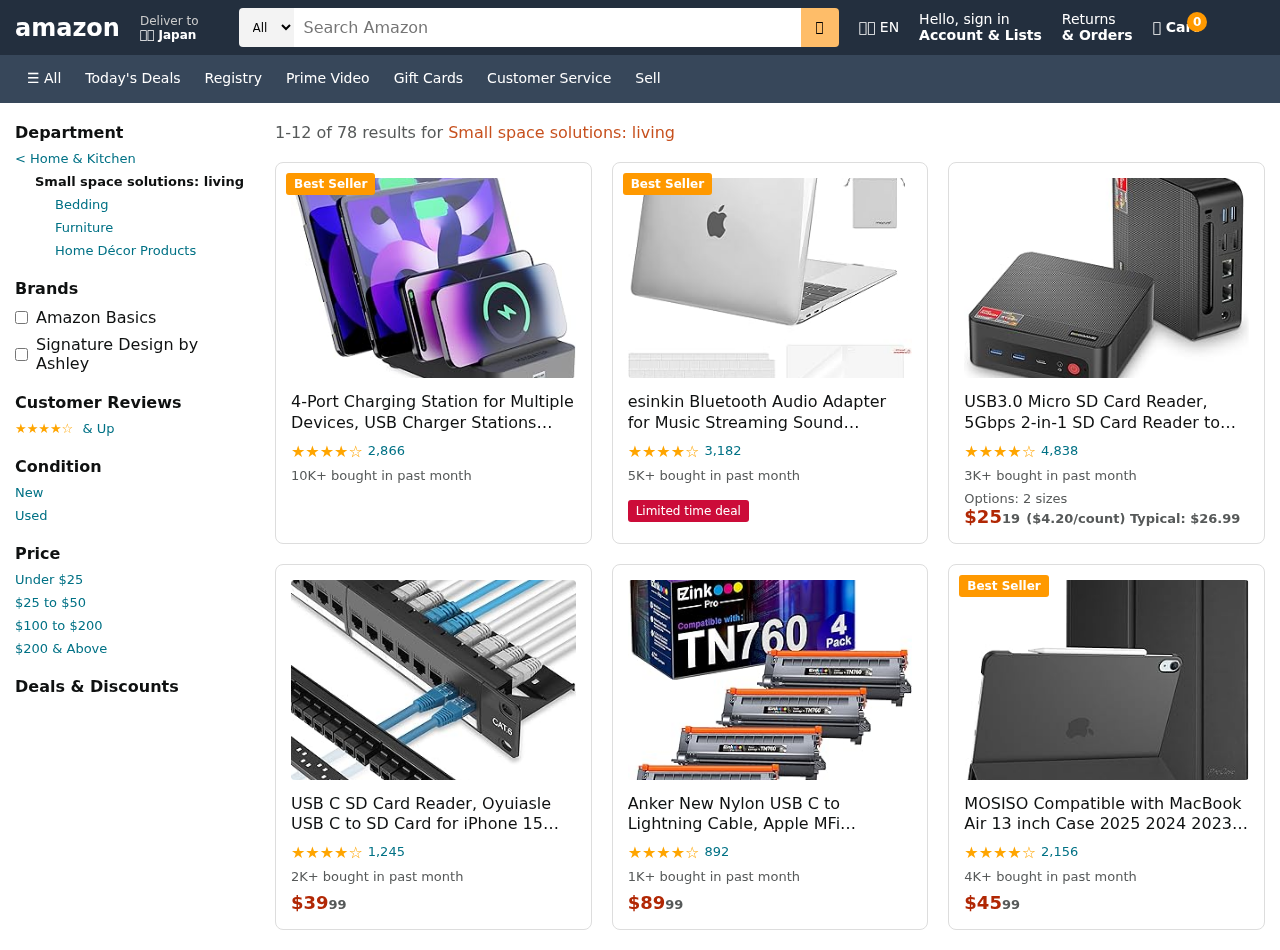 amazon
Deliver to
Japan
All
Search Amazon
EN
Hello, sign in
Account & Lists
Returns
& Orders
0
☰ All
Today's Deals
Registry
Prime Video
Gift Cards
Customer Service
Sell
Department
< Home & Kitchen
Small space solutions: living
Bedding
Furniture
Home Décor Products
Brands
Amazon Basics
Signature Design by
Ashley
Customer Reviews
★★★★☆ & Up
Condition
New
Used
Price
Under $25
$25 to $50
$100 to $200
$200 & Above
Deals & Discounts
1-12 of 78 results for Small space solutions: living
Best Seller
4-Port Charging Station for Multiple
Devices, USB Charger Stations...
★★★★☆ 2,866
10K+ bought in past month
Best Seller
esinkin Bluetooth Audio Adapter
for Music Streaming Sound...
★★★★☆ 3,182
5K+ bought in past month
Limited time deal
USB3.0 Micro SD Card Reader,
5Gbps 2-in-1 SD Card Reader to...
★★★★☆ 4,838
3K+ bought in past month
Options: 2 sizes
$25 19 ($4.20/count) Typical: $26.99
CAT.6
USB C SD Card Reader, Oyuiasle
USB C to SD Card for iPhone 15...
★★★★☆ 1,245
2K+ bought in past month
$39 99
EZink
Pro
Compatible with:
TN760
4
Pack
Anker New Nylon USB C to
Lightning Cable, Apple MFi...
★★★★☆ 892
1K+ bought in past month
$89 99
Best Seller
MOSISO Compatible with MacBook
Air 13 inch Case 2025 2024 2023...
★★★★☆ 2,156
4K+ bought in past month
$45 99